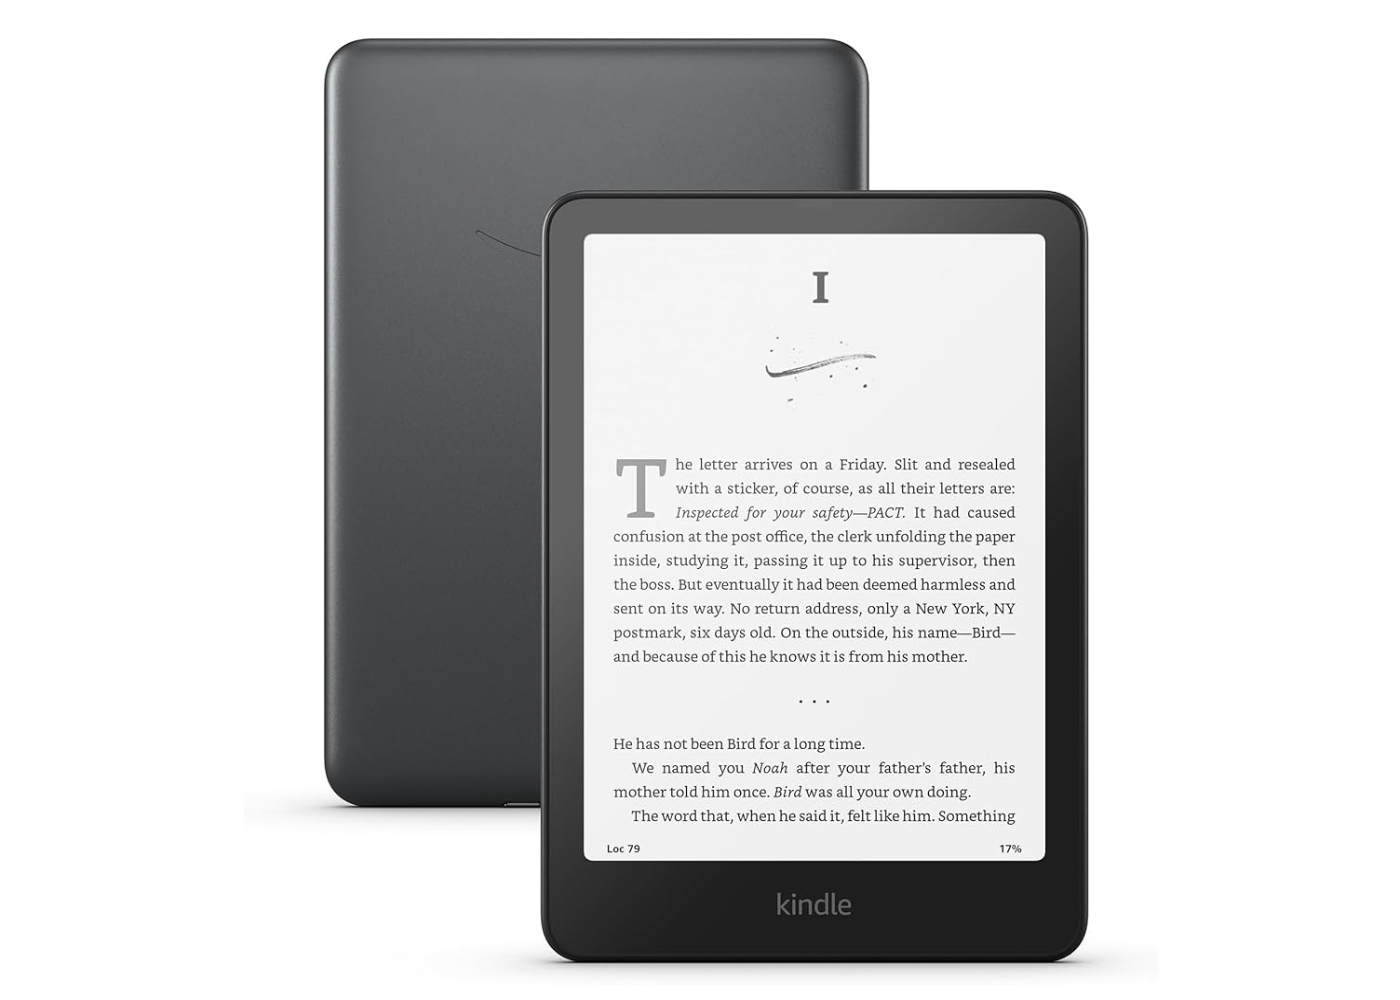 I
The letter arrives on a Friday. Slit and resealed
with a sticker, of course, as all their letters are:
Inspected for your safety—PACT. It had caused
confusion at the post office, the clerk unfolding the paper
inside, studying it, passing it up to his supervisor, then
the boss. But eventually it had been deemed harmless and
sent on its way. No return address, only a New York, NY
postmark, six days old. On the outside, his name—Bird—
and because of this he knows it is from his mother.
. . .
He has not been Bird for a long time.
We named you Noah after your father’s father, his
mother told him once. Bird was all your own doing.
The word that, when he said it, felt like him. Something
Loc 79 17%
kindle